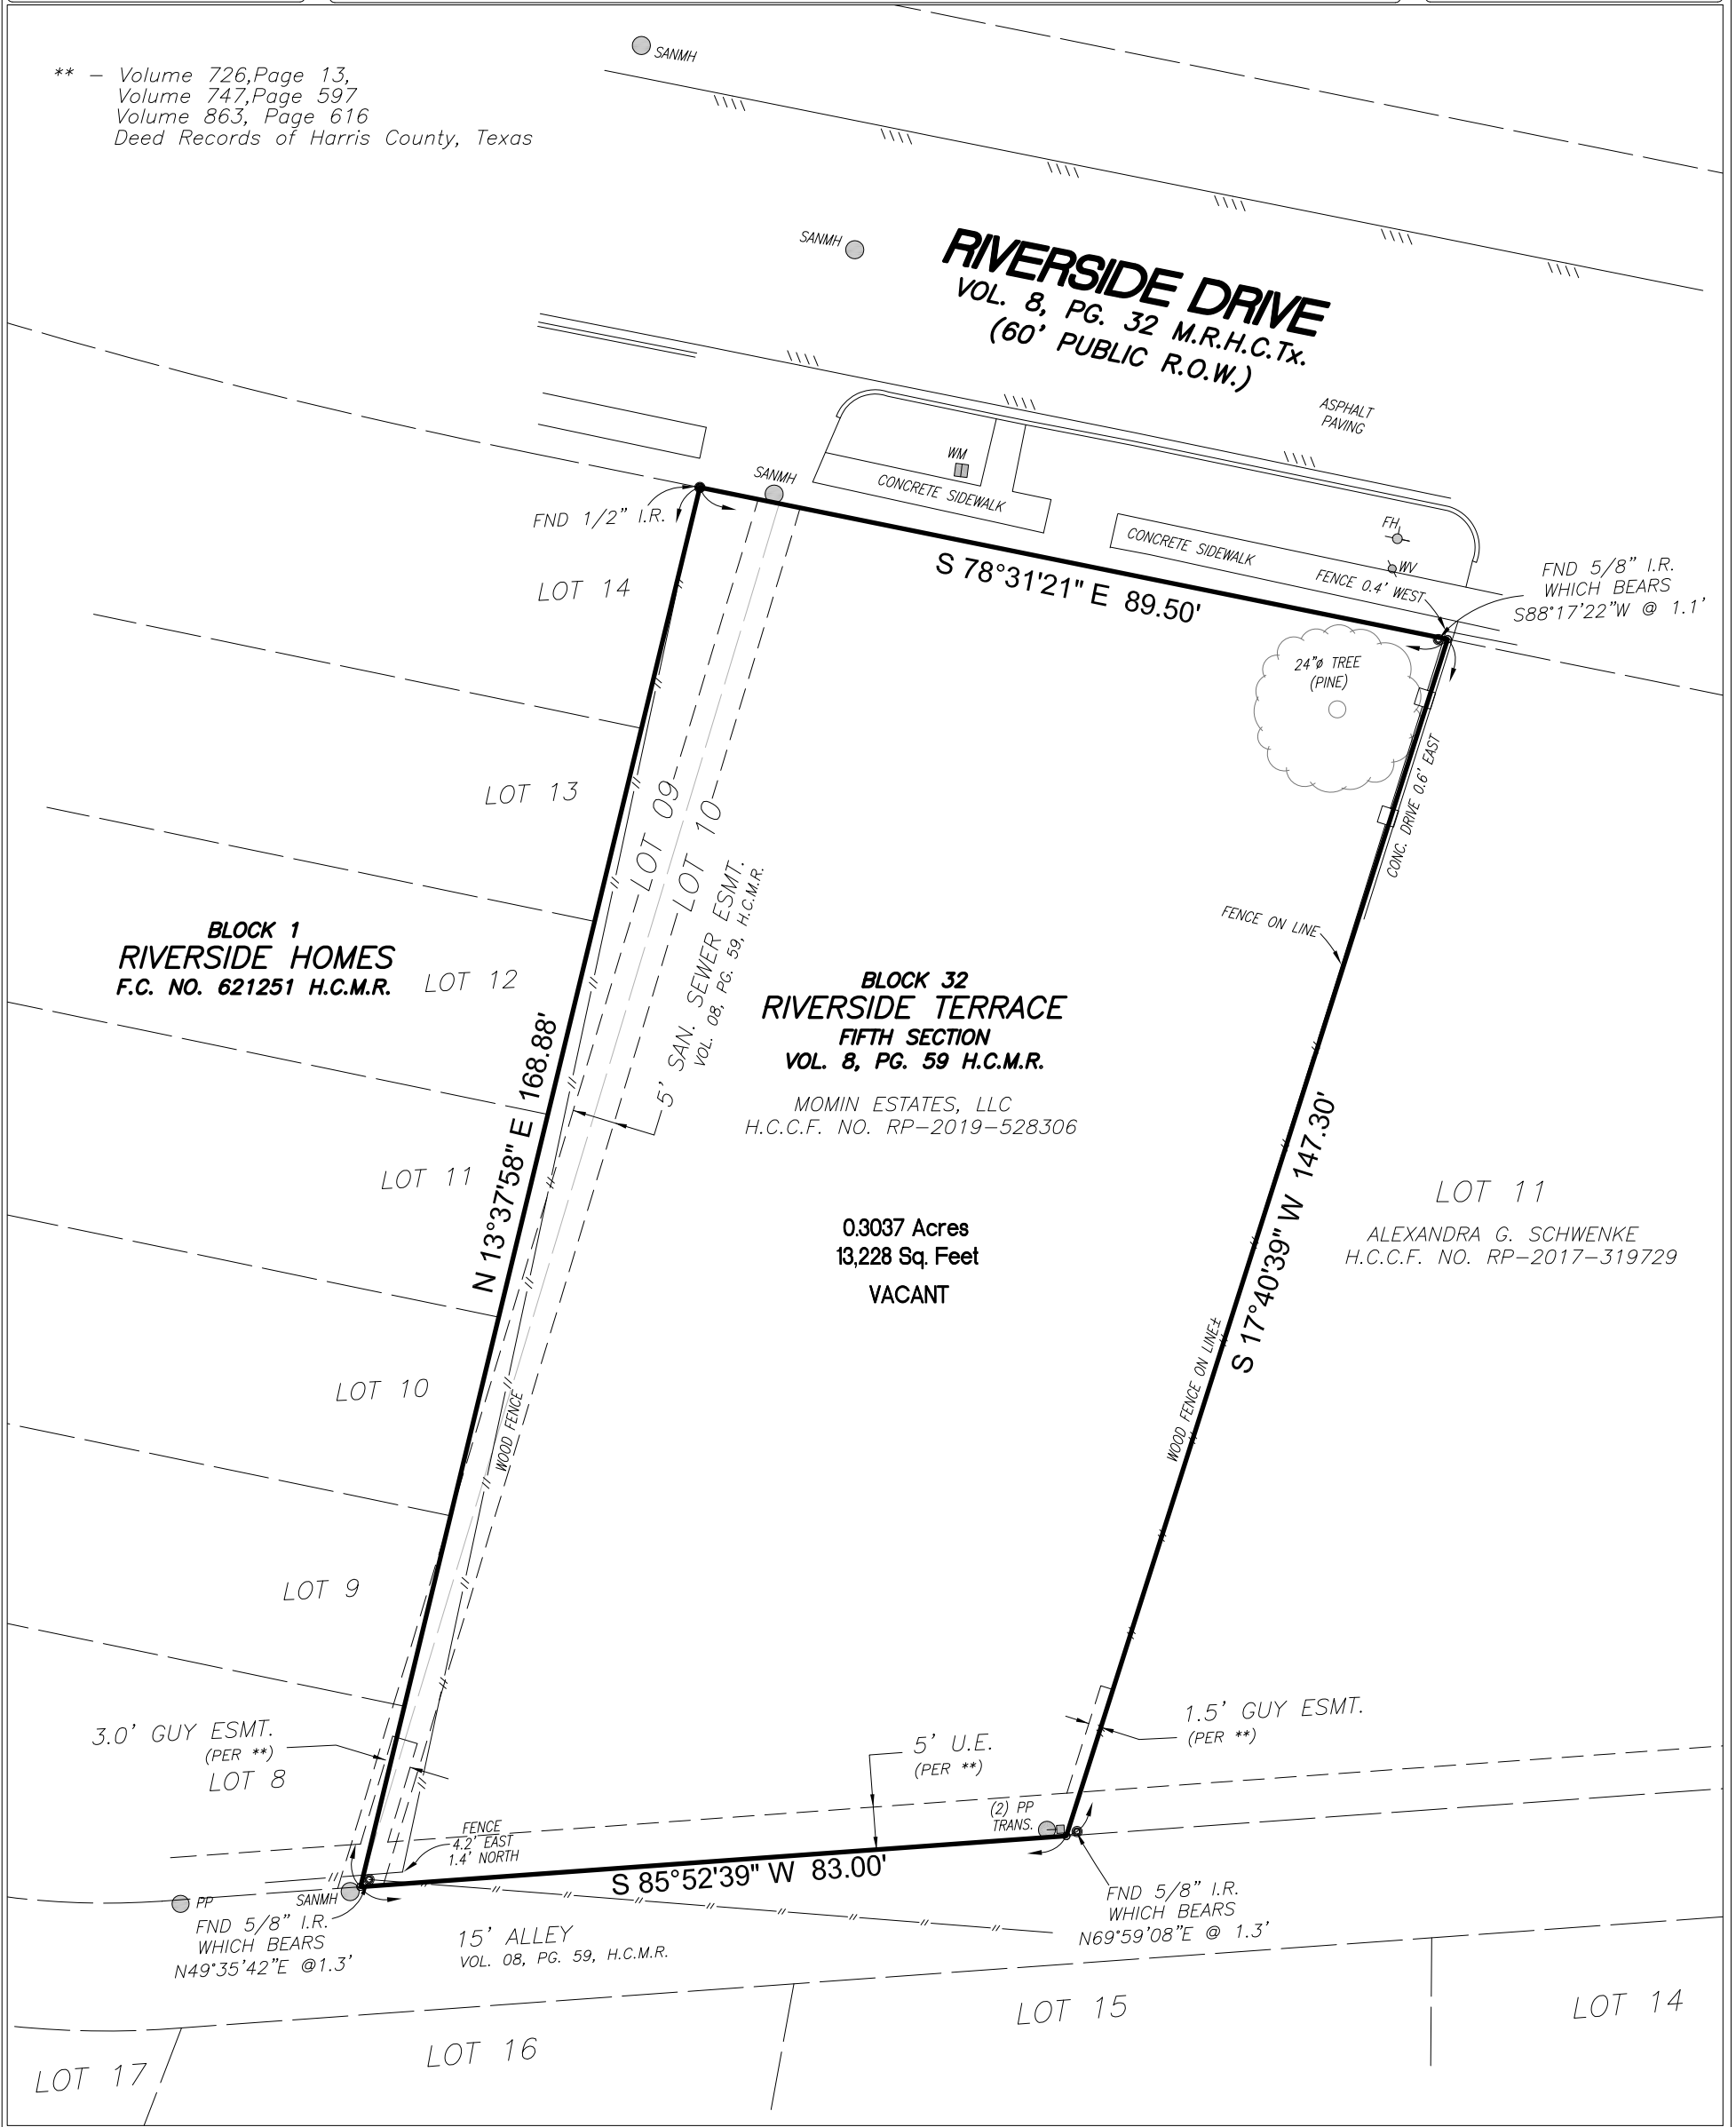 ** – Volume 726,Page 13,
Volume 747,Page 597
Volume 863, Page 616
Deed Records of Harris County, Texas
SANMH
SANMH
RIVERSIDE DRIVE
VOL. 8, PG. 32 M.R.H.C.Tx.
(60' PUBLIC R.O.W.)
ASPHALT
PAVING
WM
SANMH
CONCRETE SIDEWALK
FND 1/2" I.R.
FH
CONCRETE SIDEWALK
WV
FENCE 0.4' WEST
FND 5/8" I.R.
WHICH BEARS
S88°17'22"W @ 1.1'
S 78°31'21" E 89.50'
LOT 14
24"ø TREE
(PINE)
LOT 13
LOT 09
LOT 10
CONC. DRIVE 0.6' EAST
5' SAN. SEWER ESMT.
VOL. 08, PG. 59, H.C.M.R.
FENCE ON LINE
BLOCK 1
RIVERSIDE HOMES
F.C. NO. 621251 H.C.M.R.
LOT 12
BLOCK 32
RIVERSIDE TERRACE
FIFTH SECTION
VOL. 8, PG. 59 H.C.M.R.
MOMIN ESTATES, LLC
H.C.C.F. NO. RP–2019–528306
N 13°37'58" E 168.88'
LOT 11
S 17°40'39" W 147.30'
LOT 11
ALEXANDRA G. SCHWENKE
H.C.C.F. NO. RP–2017–319729
0.3037 Acres
13,228 Sq. Feet
VACANT
LOT 10
WOOD FENCE
WOOD FENCE ON LINE±
LOT 9
3.0' GUY ESMT.
(PER **)
LOT 8
5' U.E.
(PER **)
1.5' GUY ESMT.
(PER **)
(2) PP
TRANS.
FENCE
4.2' EAST
1.4' NORTH
S 85°52'39" W 83.00'
PP
SANMH
FND 5/8" I.R.
WHICH BEARS
N49°35'42"E @1.3'
15' ALLEY
VOL. 08, PG. 59, H.C.M.R.
FND 5/8" I.R.
WHICH BEARS
N69°59'08"E @ 1.3'
LOT 17
LOT 16
LOT 15
LOT 14